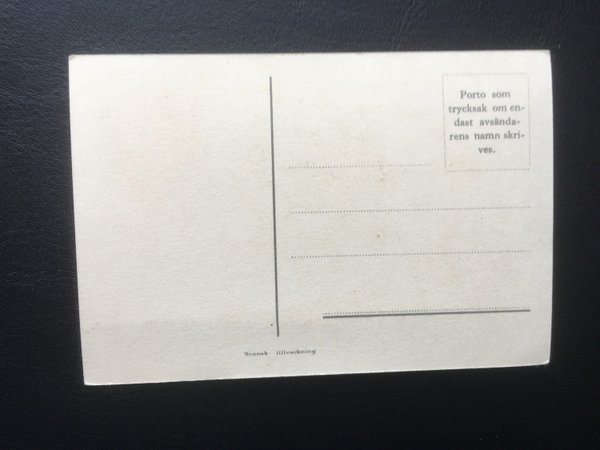 Porto som
trycksak om en-
dast avsända-
rens namn skri-
ves.
Svensk tillverkning